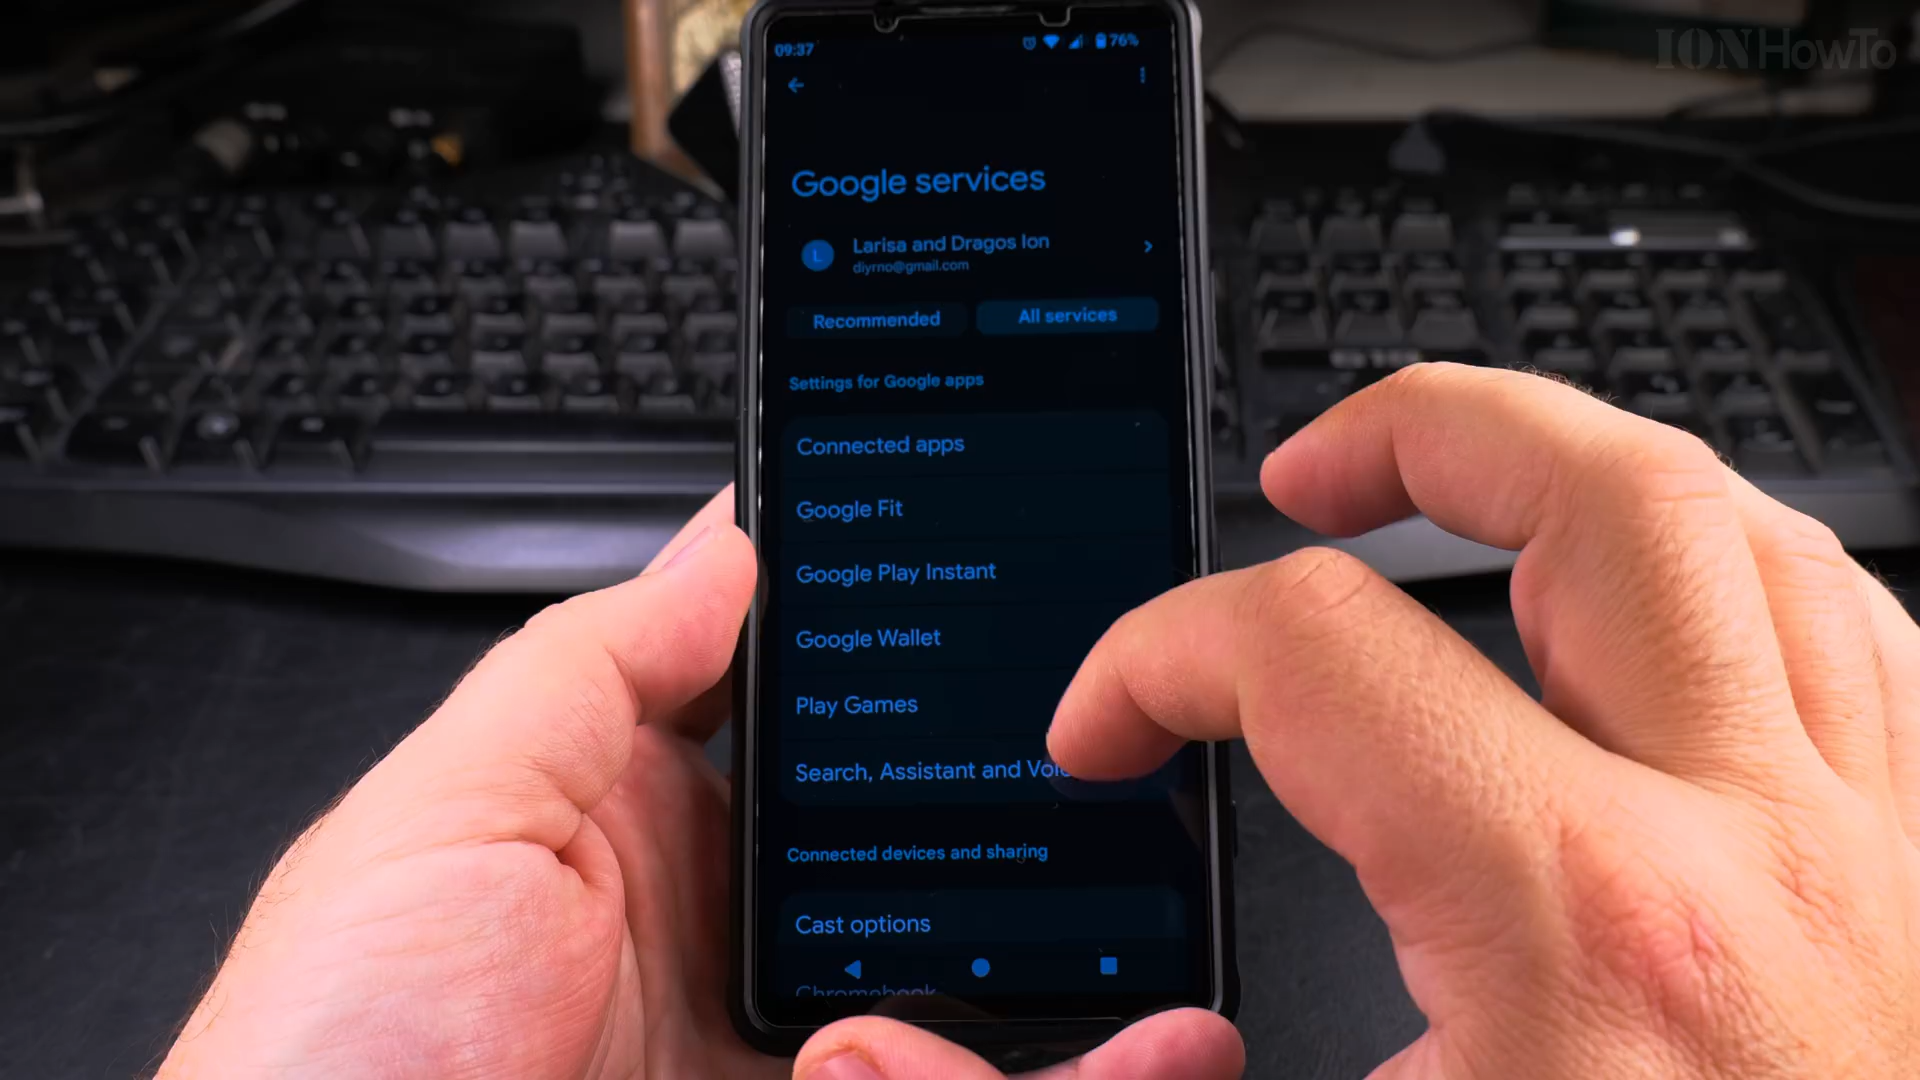 IONHowTo
09:37
76%
Google services
L
Larisa and Dragos Ion
diyrno@gmail.com
Recommended
All services
Settings for Google apps
Connected apps
Google Fit
Google Play Instant
Google Wallet
Play Games
Search, Assistant and Voic
Connected devices and sharing
Cast options
Chromebook